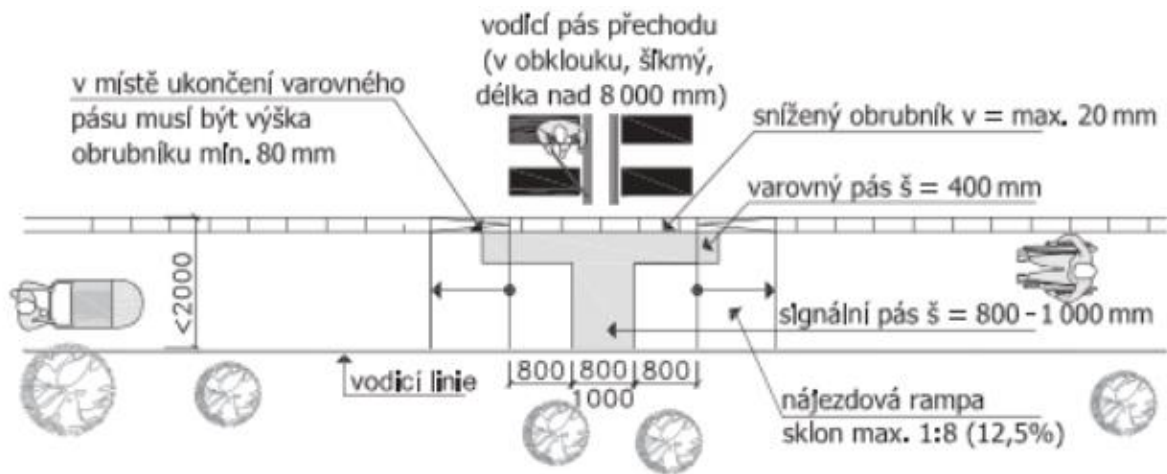 vodící pás přechodu
(v obklouku, šikmý,
délka nad 8 000 mm)
v místě ukončení varovného
pásu musí být výška
obrubníku min. 80 mm
snížený obrubník v = max. 20 mm
varovný pás š = 400 mm
<2000
signální pás š = 800 - 1 000 mm
vodicí linie
800 800 800
1000
nájezdová rampa
sklon max. 1:8 (12,5%)